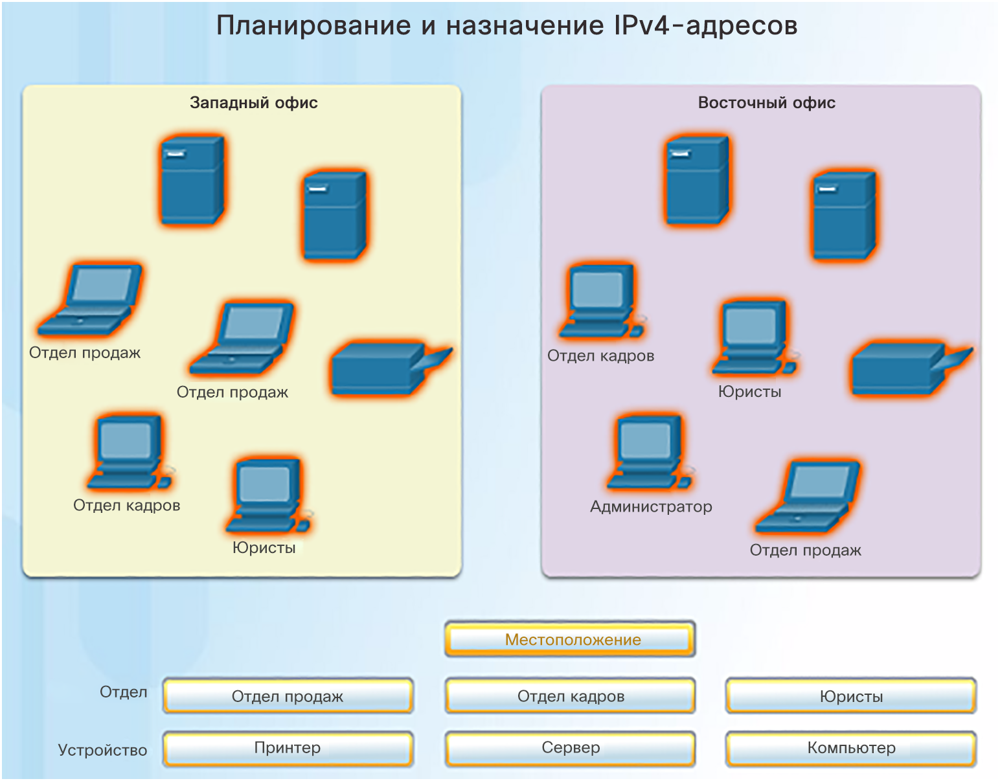 Планирование и назначение IPv4-адресов
Западный офис
Отдел продаж
Отдел продаж
Отдел кадров
Юристы
Восточный офис
Отдел кадров
Юристы
Администратор
Отдел продаж
Местоположение
Отдел
Отдел продаж
Отдел кадров
Юристы
Устройство
Принтер
Сервер
Компьютер